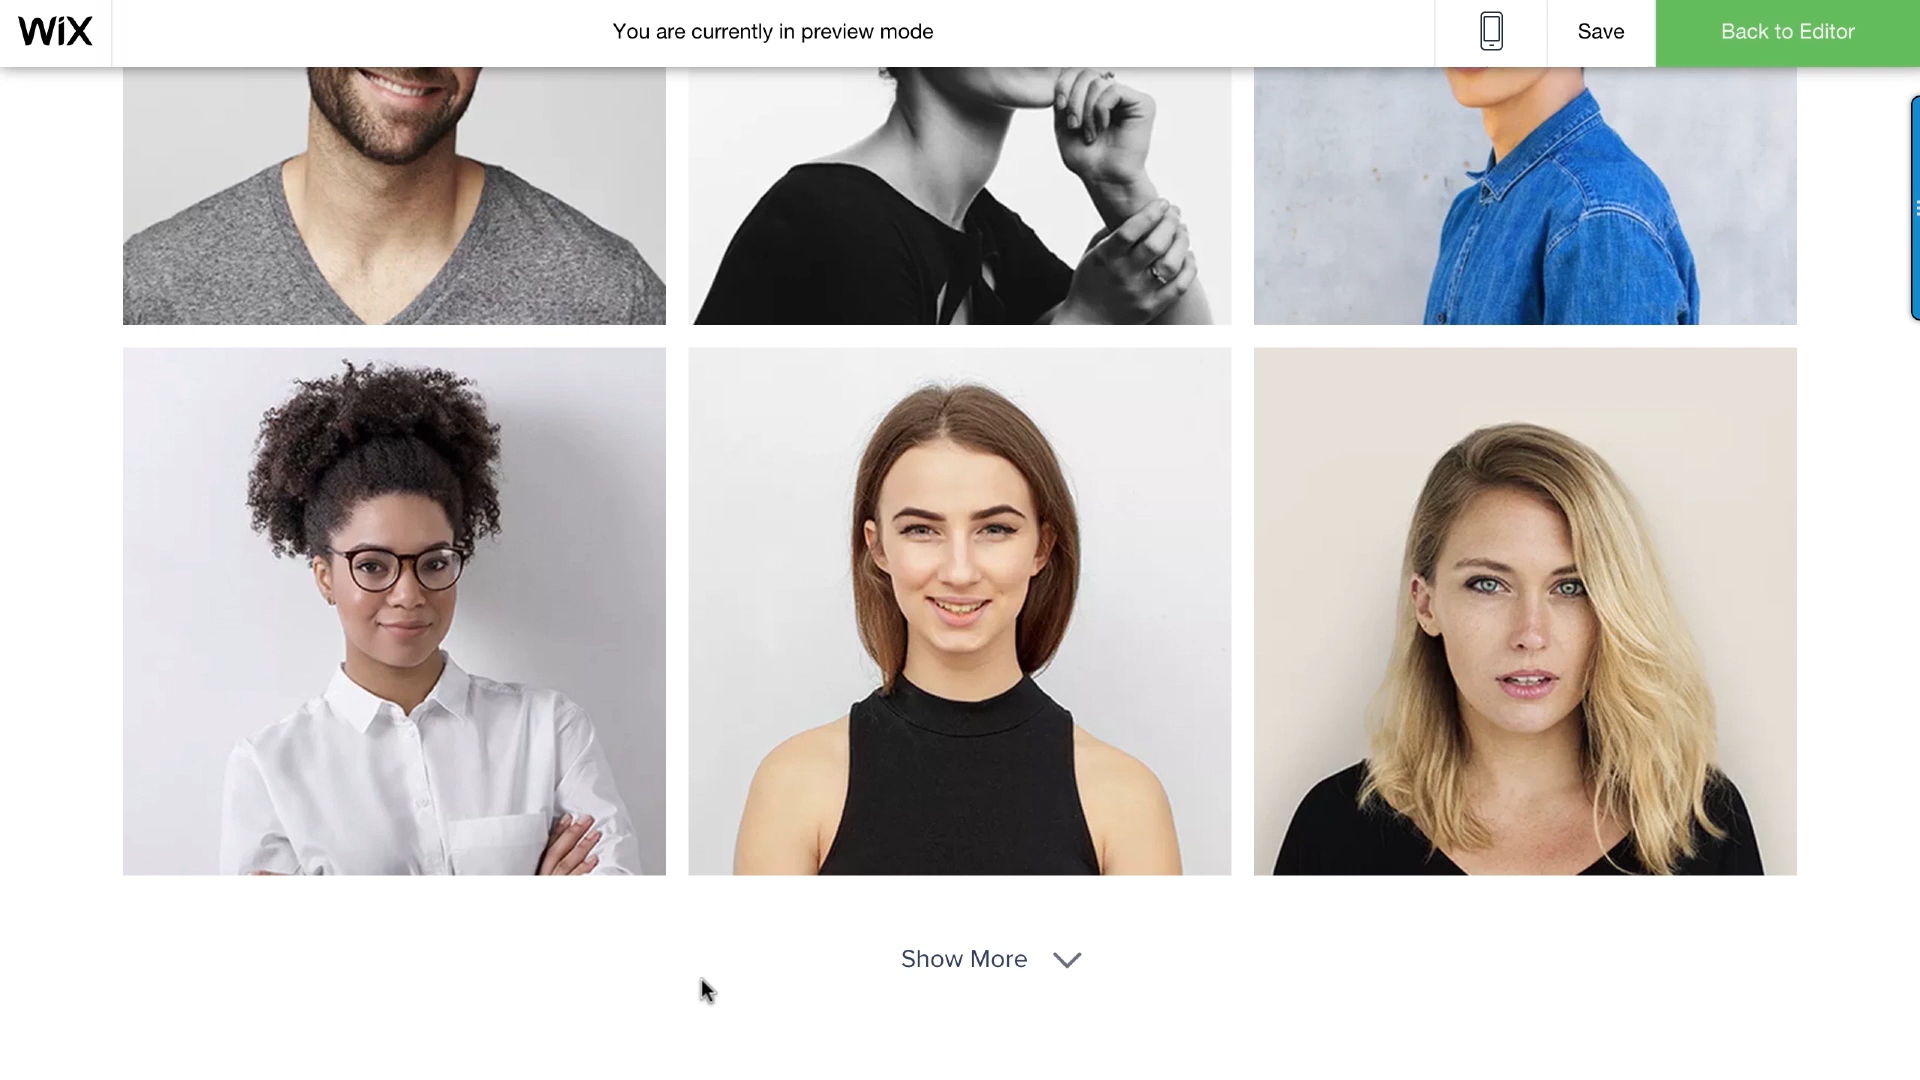 WiX
You are currently in preview mode
Save
Back to Editor
Show More